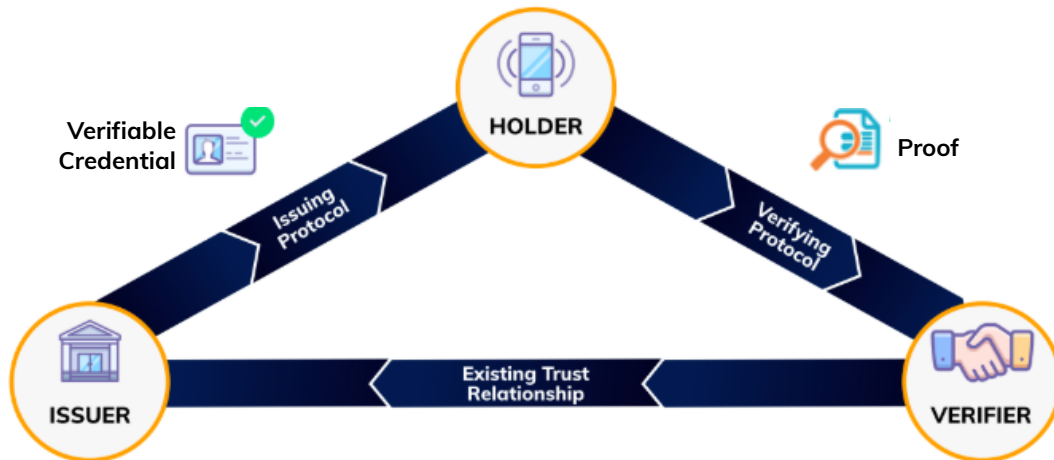 HOLDER
Verifiable
Credential
Proof
Issuing
Protocol
Verifying
Protocol
Existing Trust
Relationship
ISSUER
VERIFIER